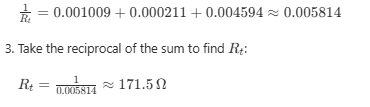 1/Rt = 0.001009 + 0.000211 + 0.004594 ≈ 0.005814
3. Take the reciprocal of the sum to find Rt:
Rt = 1/0.005814 ≈ 171.5 Ω